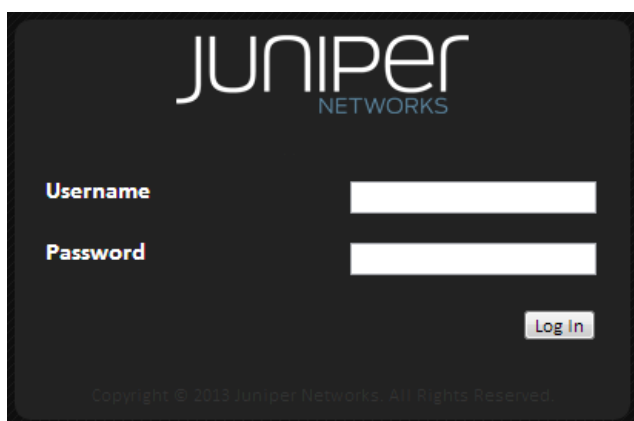 JUNIPER
NETWORKS
Username
Password
Log In
Copyright © 2013 Juniper Networks. All Rights Reserved.